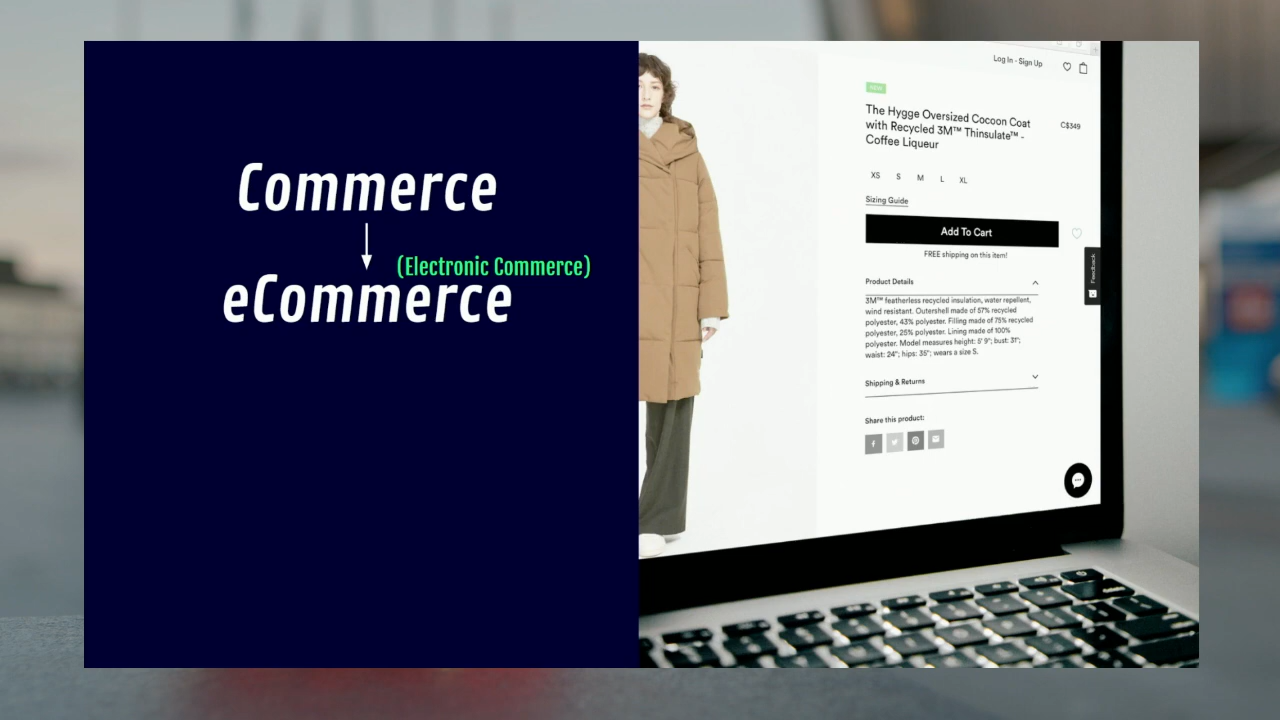 Commerce
(Electronic Commerce)
eCommerce
Log In - Sign Up
NEW
The Hygge Oversized Cocoon Coat
with Recycled 3M™ Thinsulate™ -
Coffee Liqueur
C$349
XS S M L XL
Sizing Guide
Add To Cart
FREE shipping on this item!
Feedback
Product Details
3M™ featherless recycled insulation, water repellent,
wind resistant. Outershell made of 57% recycled
polyester, 43% polyester. Filling made of 75% recycled
polyester, 25% polyester. Lining made of 100%
polyester. Model measures height: 5' 9"; bust: 31";
waist: 24"; hips: 35"; wears a size S.
Shipping & Returns
Share this product: